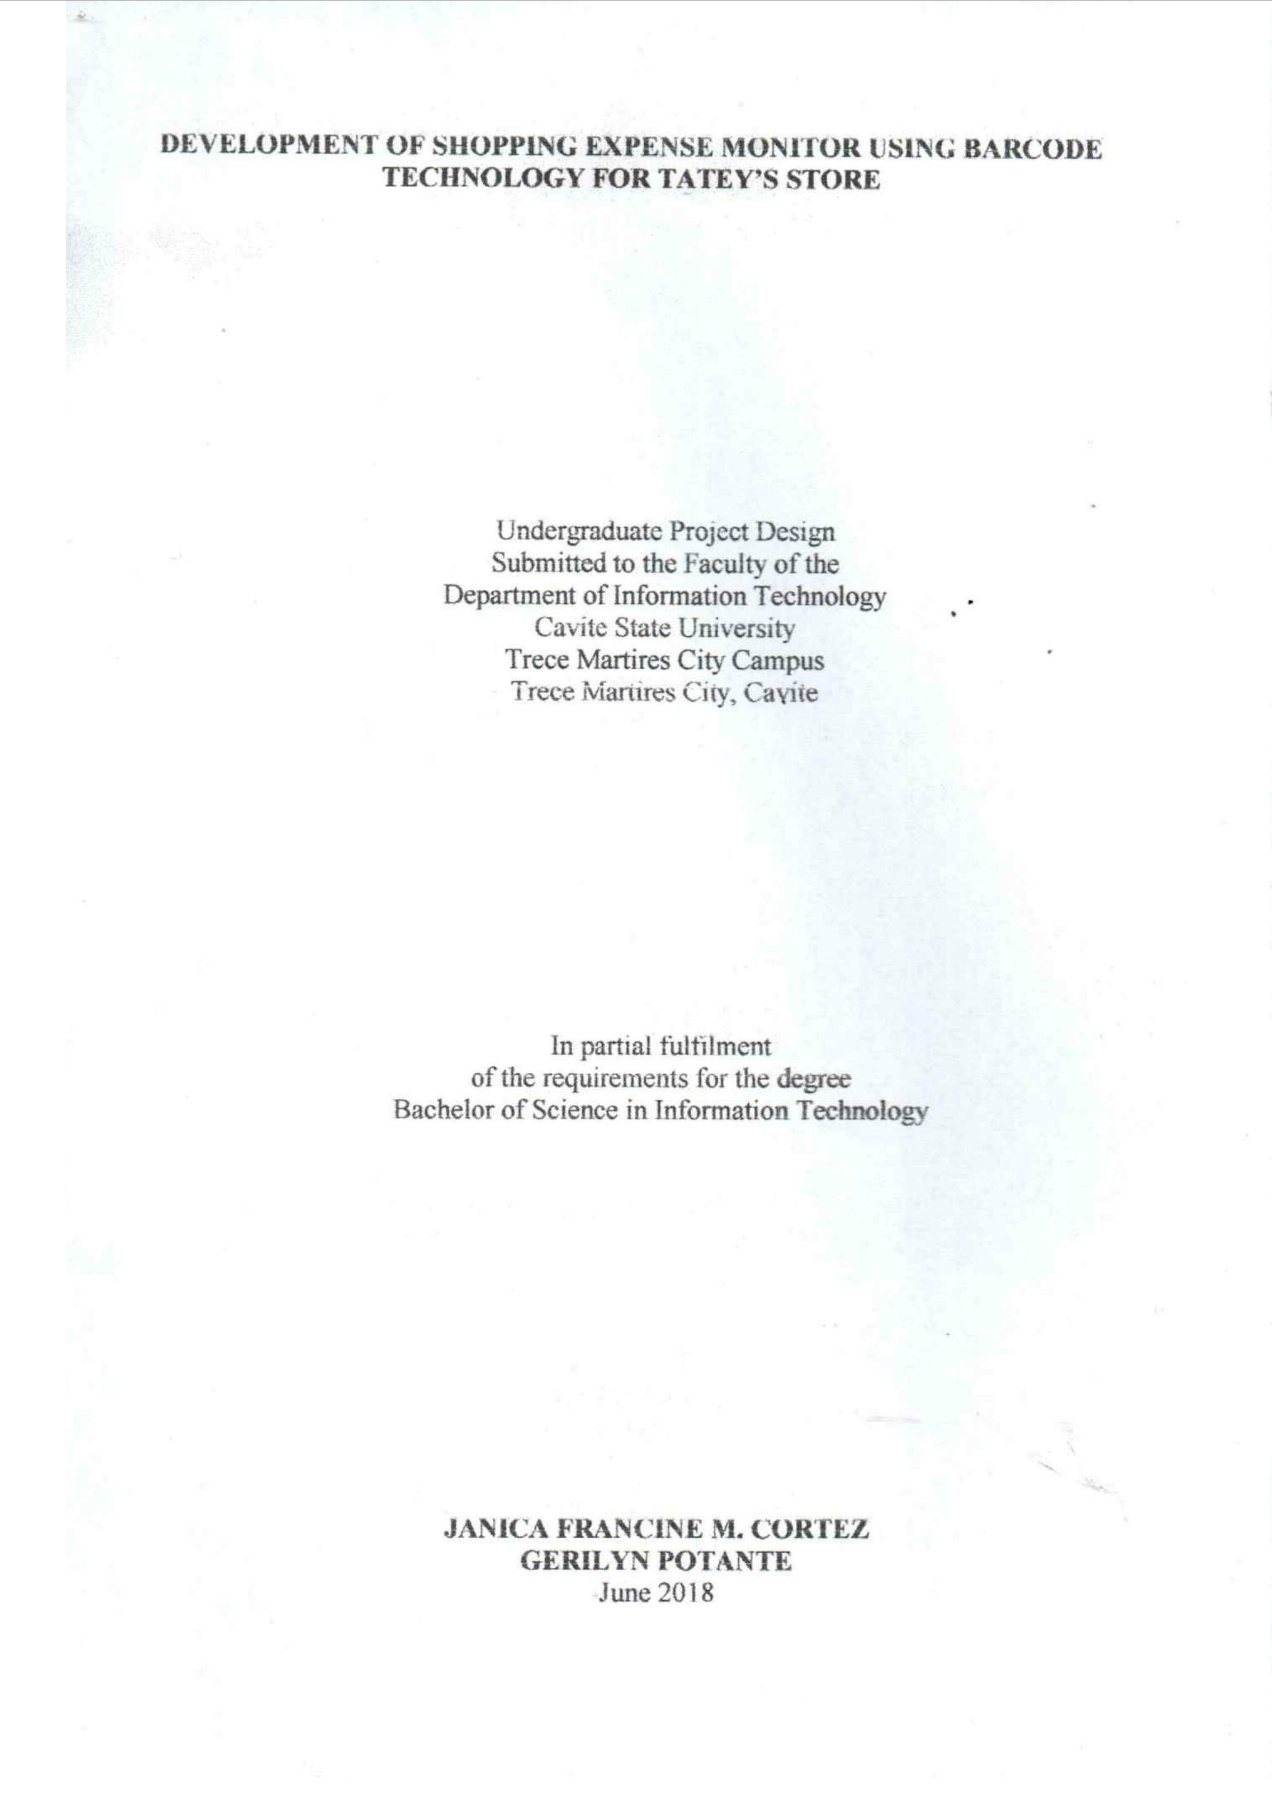 DEVELOPMENT OF SHOPPING EXPENSE MONITOR USING BARCODE
TECHNOLOGY FOR TATEY'S STORE
Undergraduate Project Design
Submitted to the Faculty of the
Department of Information Technology
Cavite State University
Trece Martires City Campus
Trece Martires City, Cavite
In partial fulfilment
of the requirements for the degree
Bachelor of Science in Information Technology
JANICA FRANCINE M. CORTEZ
GERILYN POTANTE
June 2018